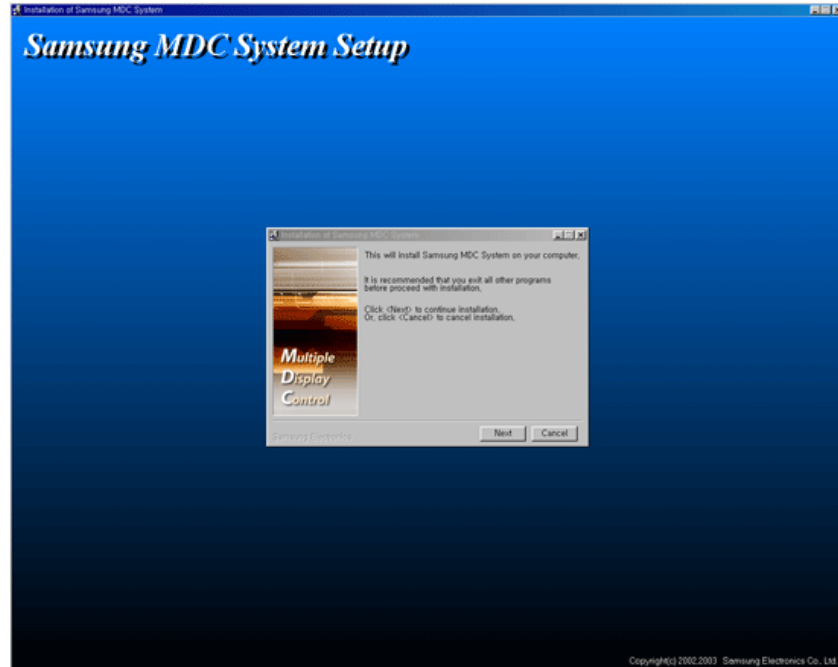 Installation of Samsung MDC System
Samsung MDC System Setup
Installation of Samsung MDC System
This will install Samsung MDC System on your computer,
It is recommended that you exit all other programs
before proceed with installation,
Click <Next> to continue installation,
Or, click <Cancel> to cancel installation,
Multiple
Display
Control
Samsung Electronics
Next
Cancel
Copyright(c) 2002,2003 Samsung Electronics Co., Ltd